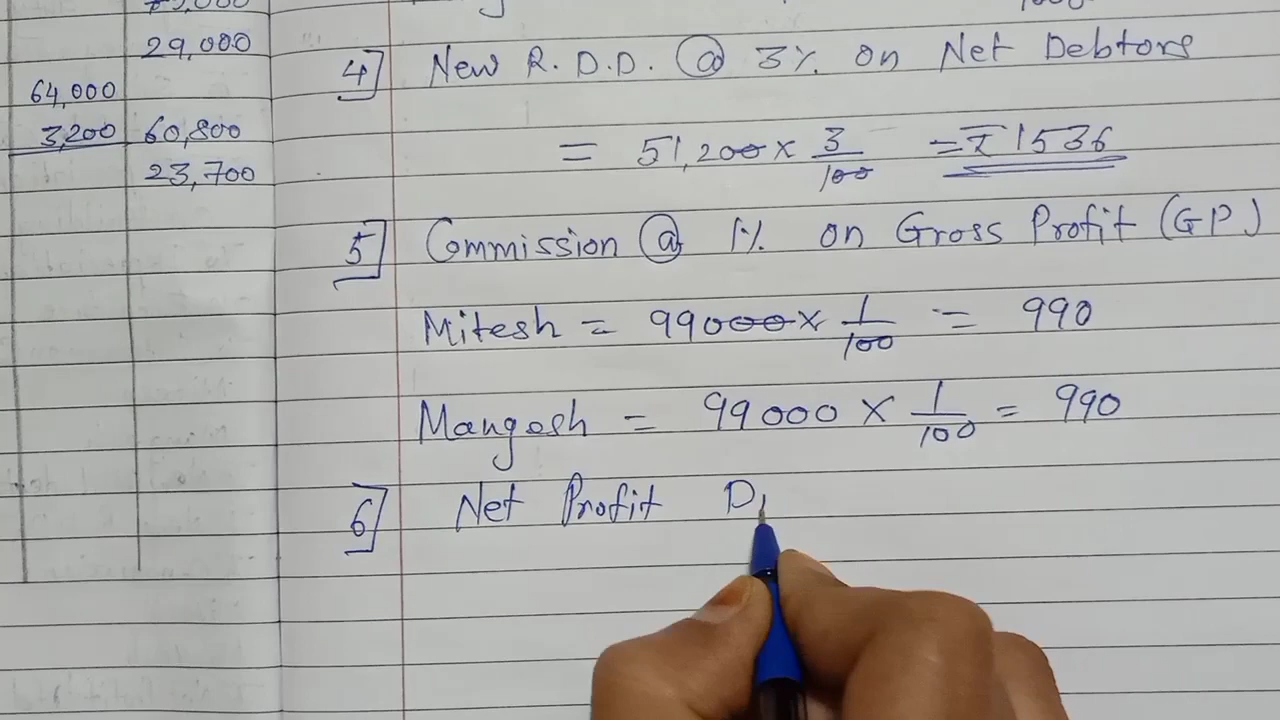 29,000
64,000
3,200 60,800
23,700
4] New R. D.D. @ 3% on Net Debtors
= 51,200 x 3/100 = ₹1536
5] Commission @ 1% on Gross Profit (GP)
Mitesh = 99000 x 1/100 = 990
Mangesh = 99000 x 1/100 = 990
6] Net Profit Di